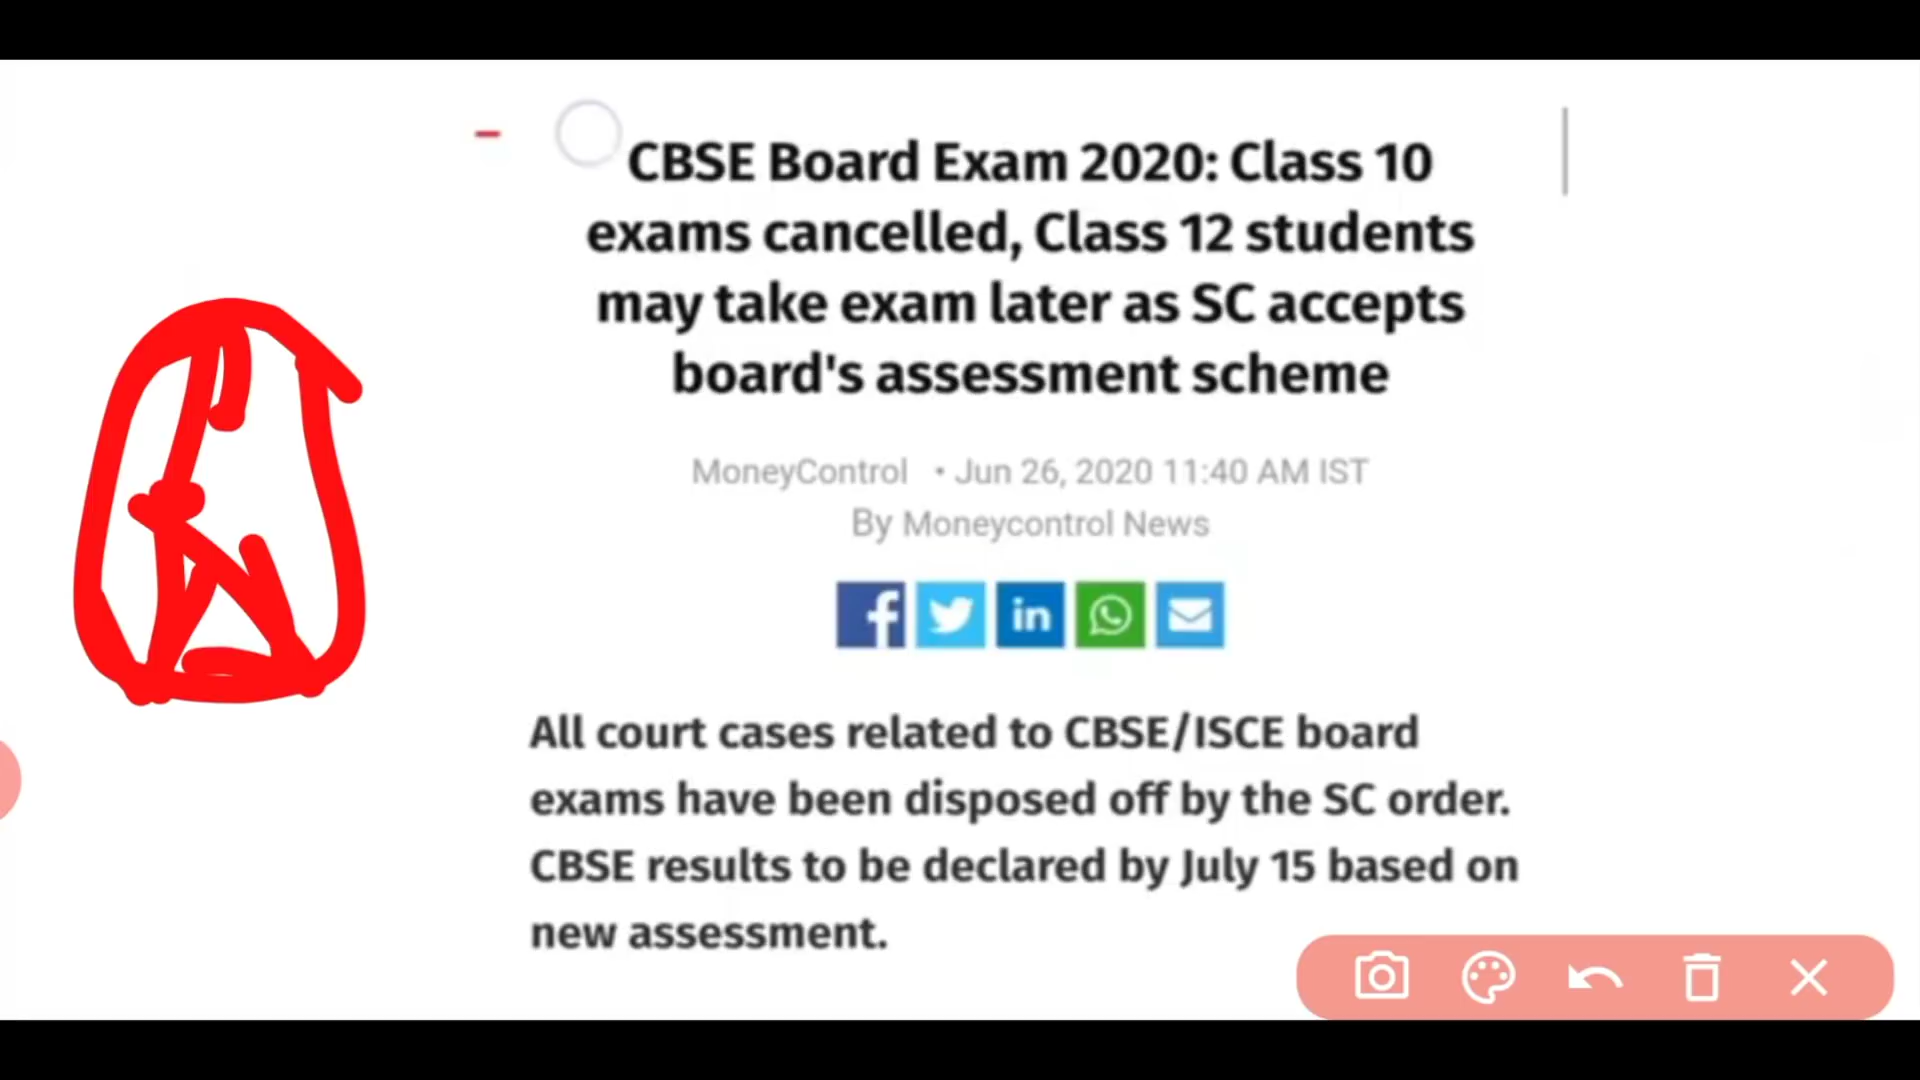 CBSE Board Exam 2020: Class 10
exams cancelled, Class 12 students
may take exam later as SC accepts
board's assessment scheme
MoneyControl • Jun 26, 2020 11:40 AM IST
By Moneycontrol News
All court cases related to CBSE/ISCE board
exams have been disposed off by the SC order.
CBSE results to be declared by July 15 based on
new assessment.